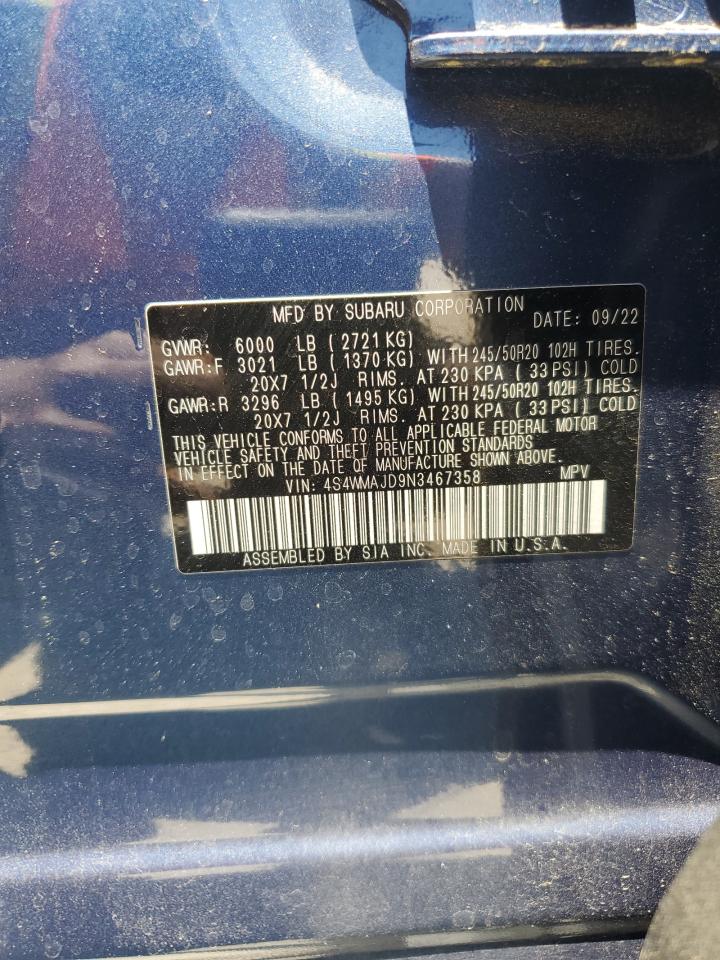 MFD BY SUBARU CORPORATION DATE: 09/22
GVWR: 6000 LB ( 2721 KG)
GAWR:F 3021 LB ( 1370 KG) WITH 245/50R20 102H TIRES.
20X7 1/2J RIMS. AT 230 KPA ( 33 PSI) COLD
GAWR:R 3296 LB ( 1495 KG) WITH 245/50R20 102H TIRES.
20X7 1/2J RIMS. AT 230 KPA ( 33 PSI) COLD
THIS VEHICLE CONFORMS TO ALL APPLICABLE FEDERAL MOTOR
VEHICLE SAFETY AND THEFT PREVENTION STANDARDS
IN EFFECT ON THE DATE OF MANUFACTURE SHOWN ABOVE.
VIN: 4S4WMAJD9N3467358 MPV
ASSEMBLED BY SIA INC. MADE IN U.S.A.